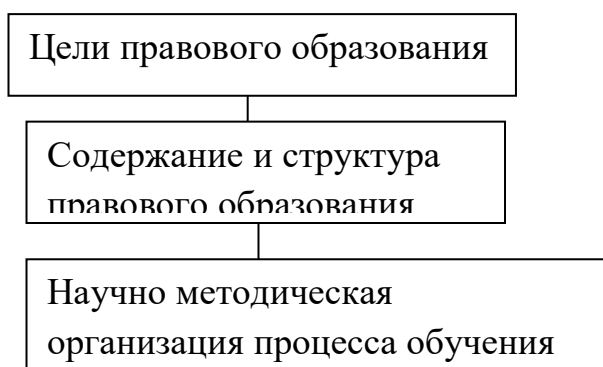 Цели правового образования
Содержание и структура
правового образования
Научно методическая
организация процесса обучения